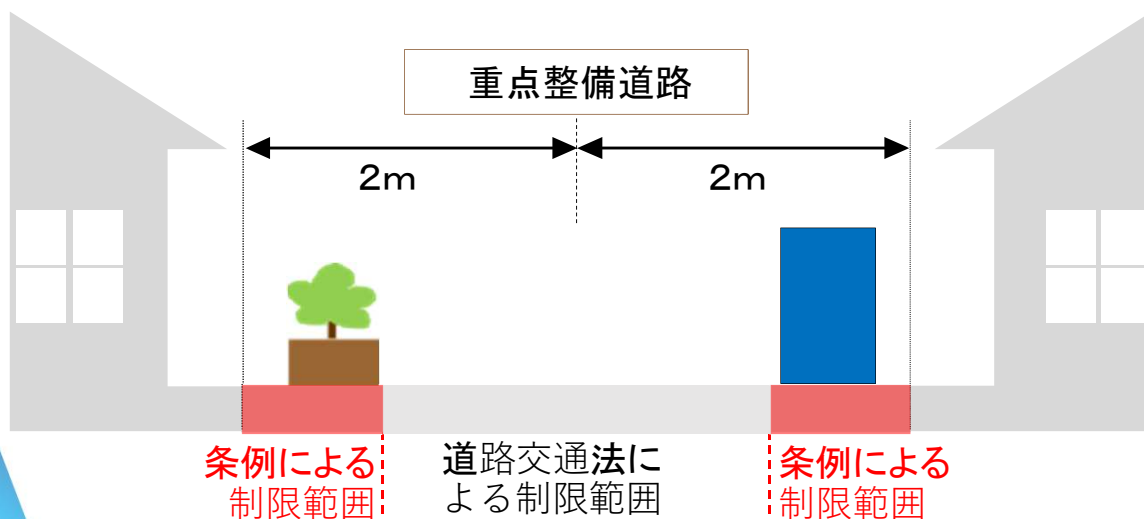 重点整備道路
2m
2m
条例による
制限範囲
道路交通法に
よる制限範囲
条例による
制限範囲